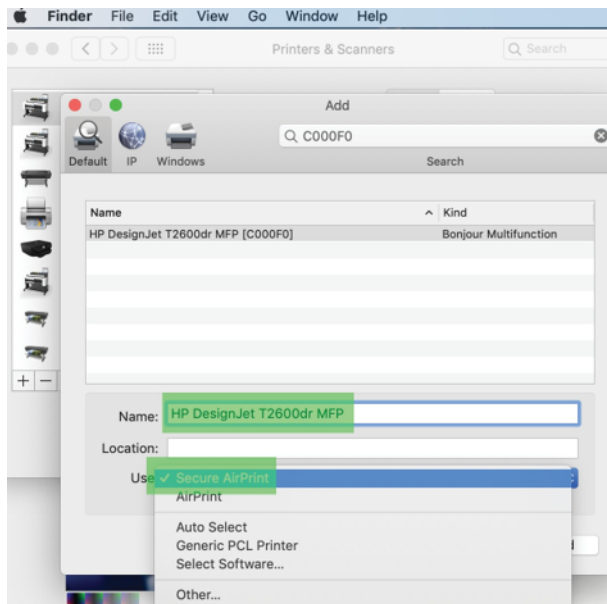 Finder File Edit View Go Window Help
Printers & Scanners
Search
Add
C000F0
Default IP Windows
Search
Name Kind
HP DesignJet T2600dr MFP [C000F0] Bonjour Multifunction
Name: HP DesignJet T2600dr MFP
Location:
Use ✓ Secure AirPrint
AirPrint
Auto Select
Generic PCL Printer
Select Software...
Other...